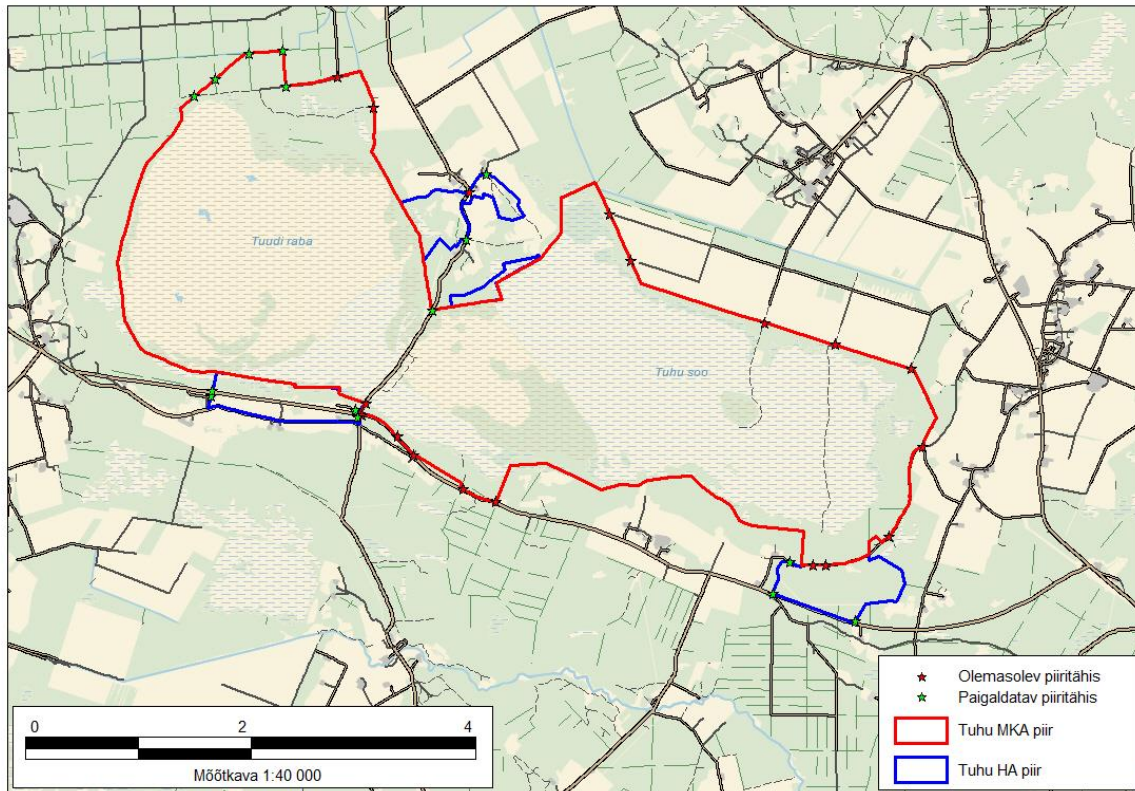 Tuudi raba
Tuhu soo
Olemasolev piiritähis
Paigaldatav piiritähis
Tuhu MKA piir
Tuhu HA piir
0 2 4
Mõõtkava 1:40 000